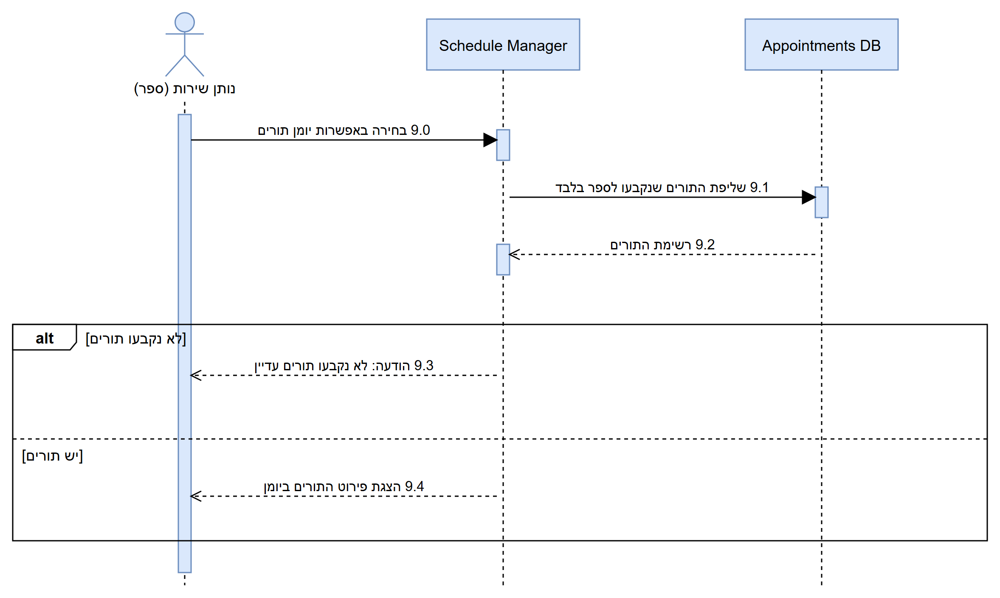 נותן שירות (ספר)
Schedule Manager
Appointments DB
9.0 בחירה באפשרות יומן תורים
9.1 שליפת התורים שנקבעו לספר בלבד
9.2 רשימת התורים
alt
[לא נקבעו תורים]
9.3 הודעה: לא נקבעו תורים עדיין
[יש תורים]
9.4 הצגת פירוט התורים ביומן